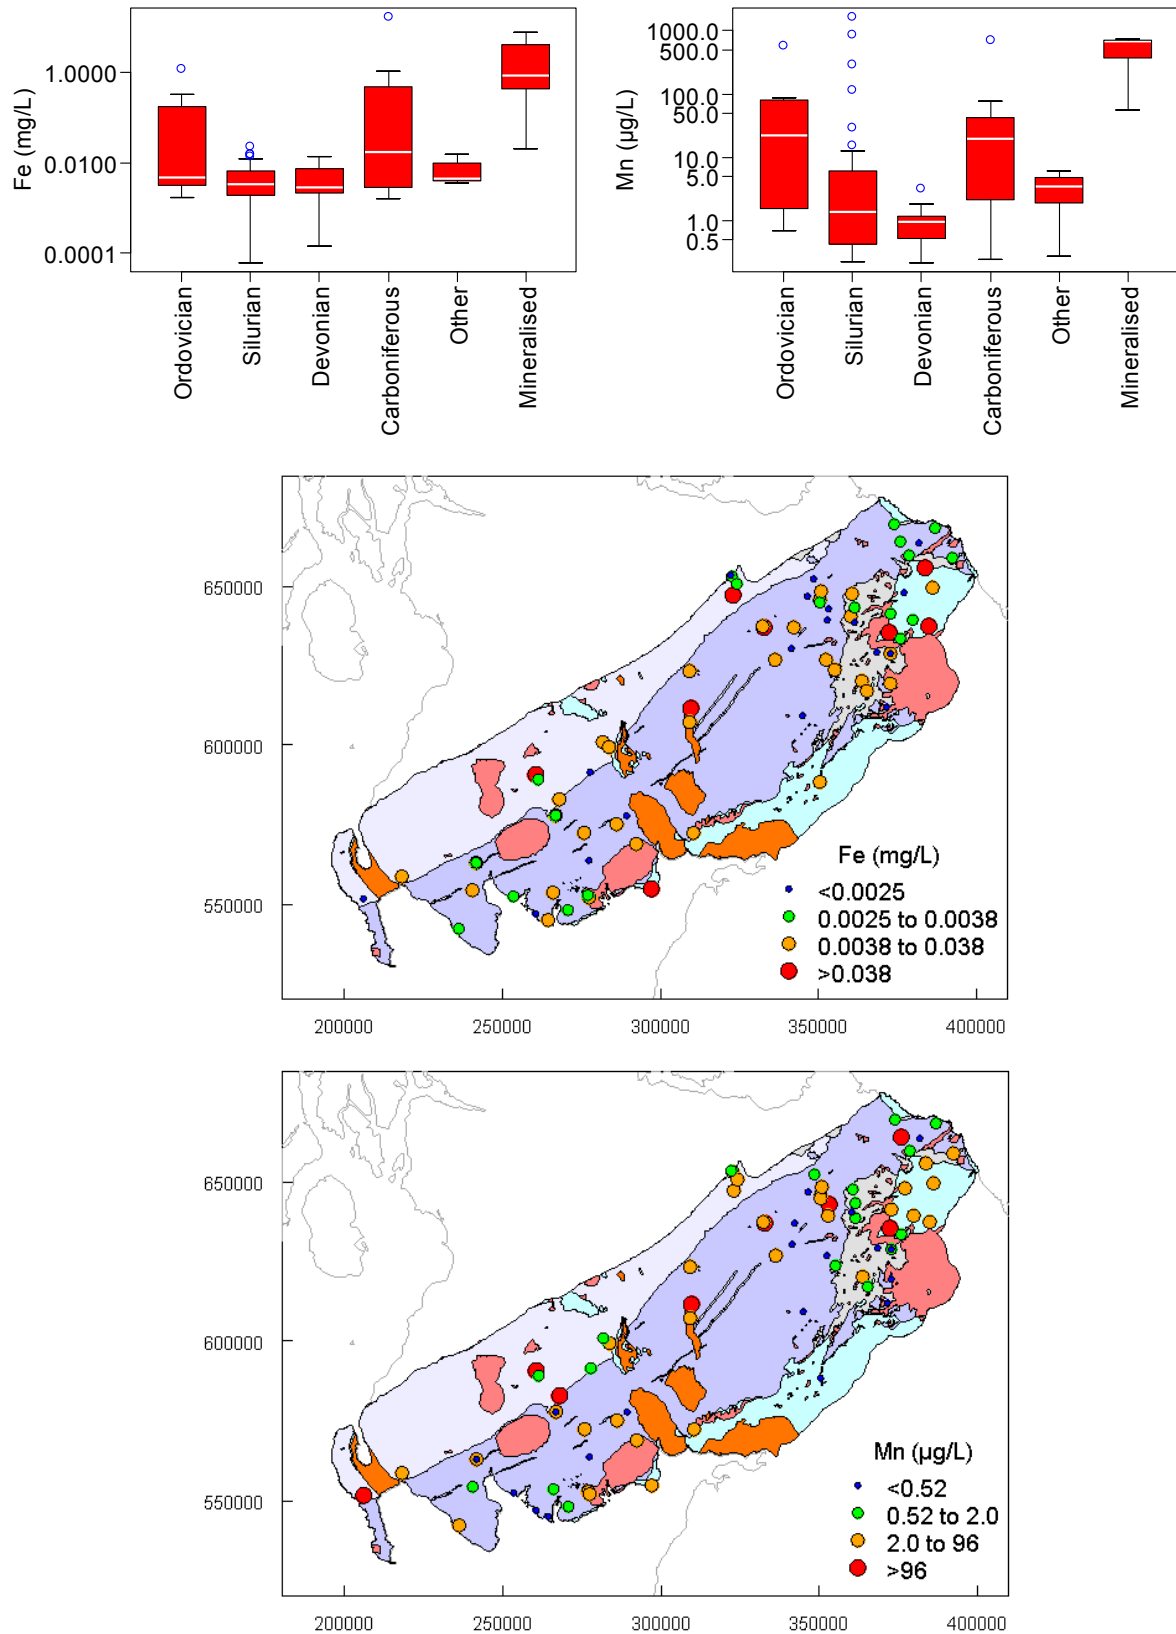 Fe (mg/L)
1.0000
0.0100
0.0001
Ordovician
Silurian
Devonian
Carboniferous
Other
Mineralised
Mn (µg/L)
1000.0
500.0
100.0
50.0
10.0
5.0
1.0
0.5
Ordovician
Silurian
Devonian
Carboniferous
Other
Mineralised
650000
600000
550000
Fe (mg/L)
<0.0025
0.0025 to 0.0038
0.0038 to 0.038
>0.038
200000 250000 300000 350000 400000
650000
600000
550000
Mn (µg/L)
<0.52
0.52 to 2.0
2.0 to 96
>96
200000 250000 300000 350000 400000